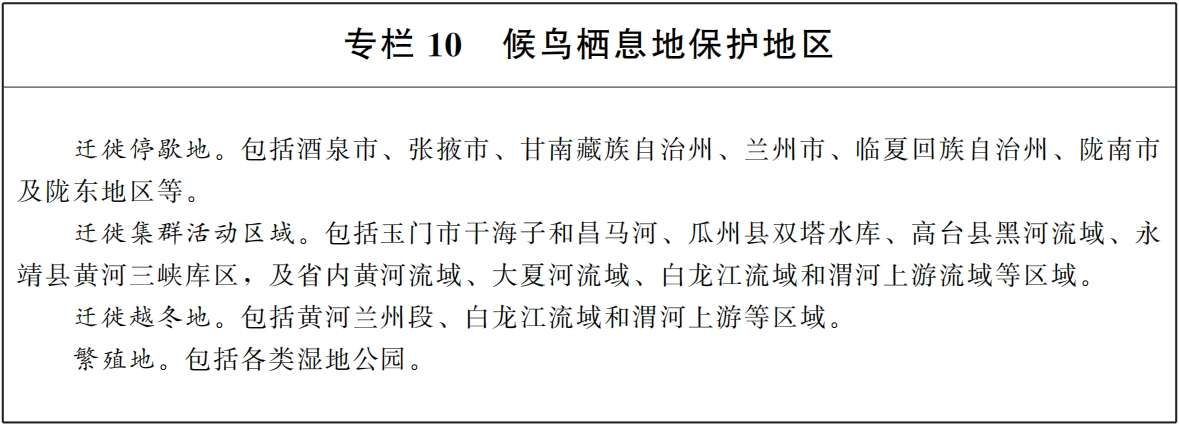 专栏 10　候鸟栖息地保护地区
迁徙停歇地。包括酒泉市、张掖市、甘南藏族自治州、兰州市、临夏回族自治州、陇南市
及陇东地区等。
迁徙集群活动区域。包括玉门市干海子和昌马河、瓜州县双塔水库、高台县黑河流域、永
靖县黄河三峡库区，及省内黄河流域、大夏河流域、白龙江流域和渭河上游流域等区域。
迁徙越冬地。包括黄河兰州段、白龙江流域和渭河上游等区域。
繁殖地。包括各类湿地公园。